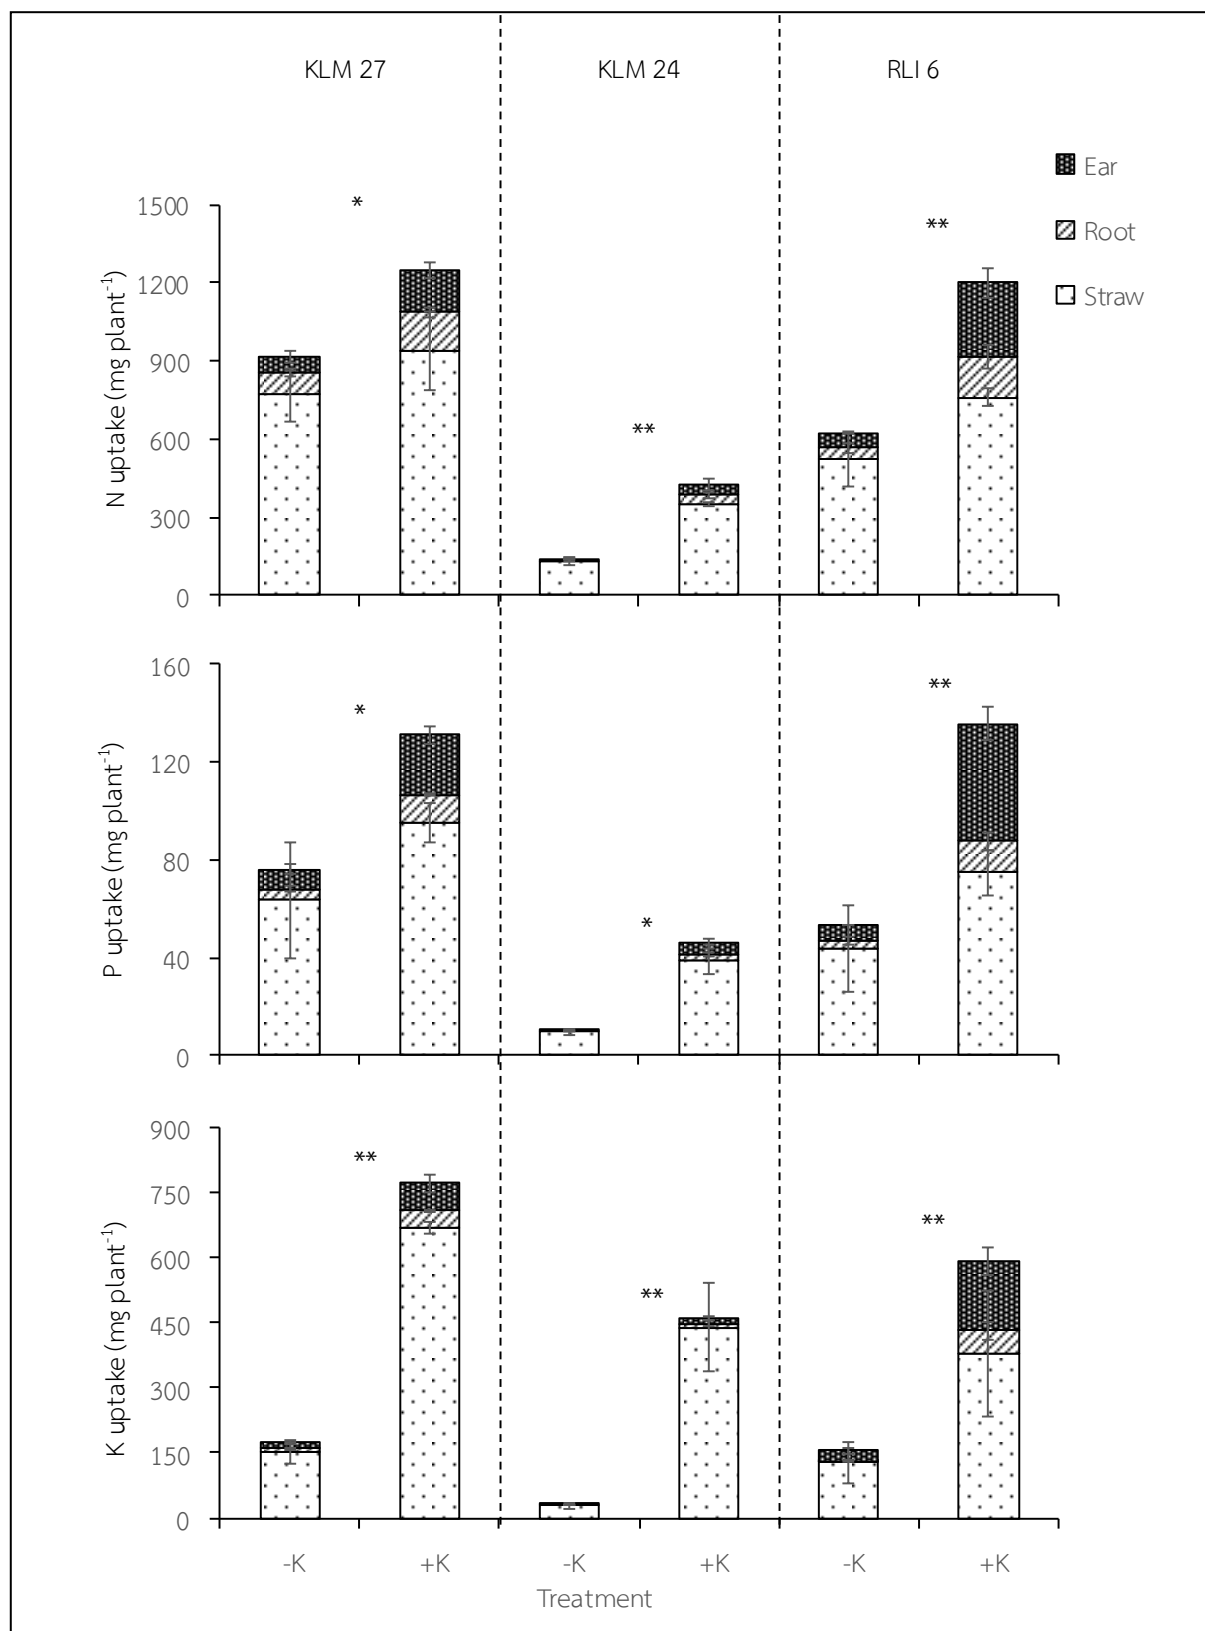 KLM 27
KLM 24
RLI 6
Ear
Root
Straw
*
**
**
N uptake (mg plant⁻¹)
1500
1200
900
600
300
0
*
*
**
P uptake (mg plant⁻¹)
160
120
80
40
0
**
**
**
K uptake (mg plant⁻¹)
900
750
600
450
300
150
0
-K +K -K +K -K +K
Treatment